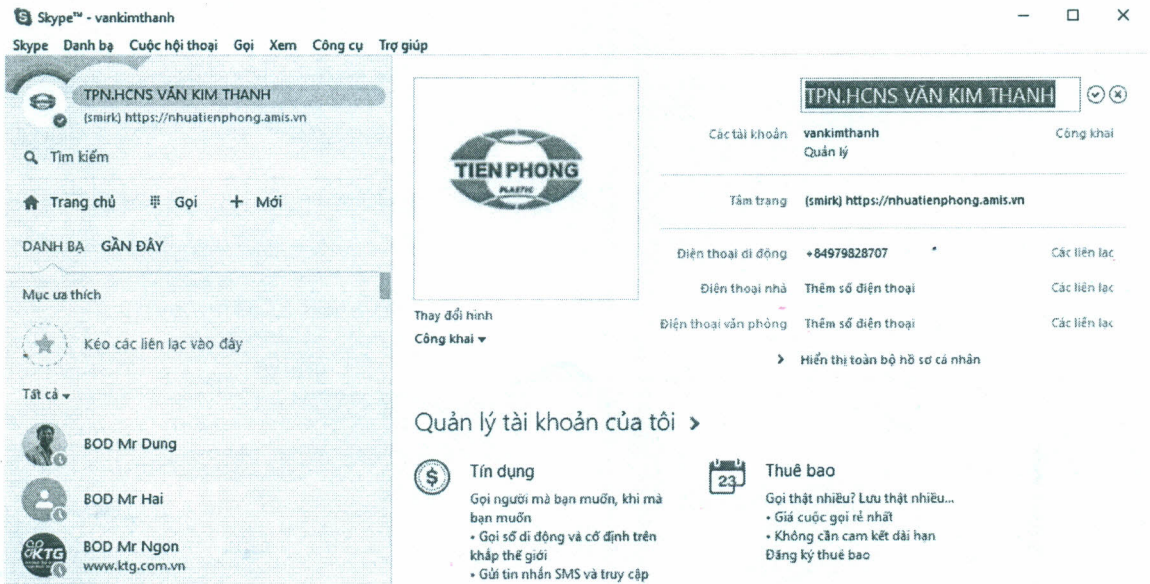 Skype™ - vankimthanh
Skype Danh bạ Cuộc hội thoại Gọi Xem Công cụ Trợ giúp
TPN.HCNS VĂN KIM THANH
(smirk) https://nhuatienphong.amis.vn
Tìm kiếm
Trang chủ Gọi Mới
DANH BẠ GẦN ĐÂY
Mục ưa thích
Kéo các liên lạc vào đây
Tất cả
BOD Mr Dung
BOD Mr Hai
KTG
BOD Mr Ngon
www.ktg.com.vn
TIEN PHONG
PLASTIC
Thay đổi hình
Công khai
TPN.HCNS VĂN KIM THANH
Các tài khoản vankimthanh Công khai
Quản lý
Tâm trạng (smirk) https://nhuatienphong.amis.vn
Điện thoại di động +84979828707 Các liên lạc
Điện thoại nhà Thêm số điện thoại Các liên lạc
Điện thoại văn phòng Thêm số điện thoại Các liên lạc
Hiển thị toàn bộ hồ sơ cá nhân
Quản lý tài khoản của tôi
Tín dụng
Gọi người mà bạn muốn, khi mà
bạn muốn
• Gọi số di động và cố định trên
khắp thế giới
• Gửi tin nhắn SMS và truy cập
23
Thuê bao
Gọi thật nhiều? Lưu thật nhiều...
• Giá cuộc gọi rẻ nhất
• Không cần cam kết dài hạn
Đăng ký thuê bao